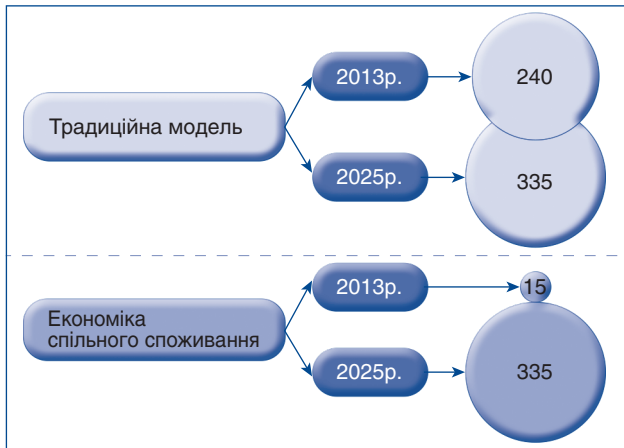 2013р.
240
Традиційна модель
2025р.
335
2013р.
15
Економіка
спільного споживання
2025р.
335